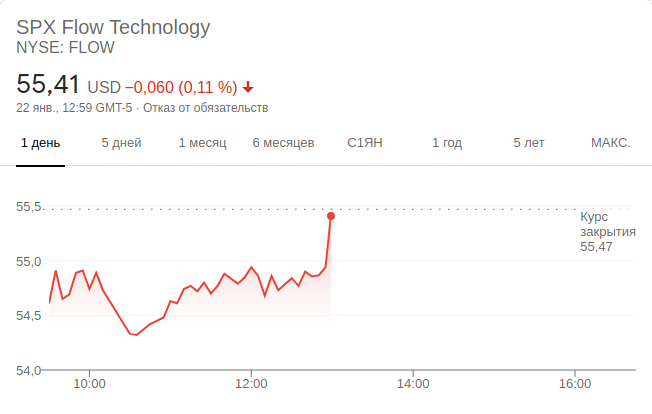 SPX Flow Technology
NYSE: FLOW
55,41 USD −0,060 (0,11 %)
22 янв., 12:59 GMT-5 · Отказ от обязательств
1 день 5 дней 1 месяц 6 месяцев С1ЯН 1 год 5 лет МАКС.
55,5
Курс
закрытия
55,47
55,0
54,5
54,0
10:00 12:00 14:00 16:00